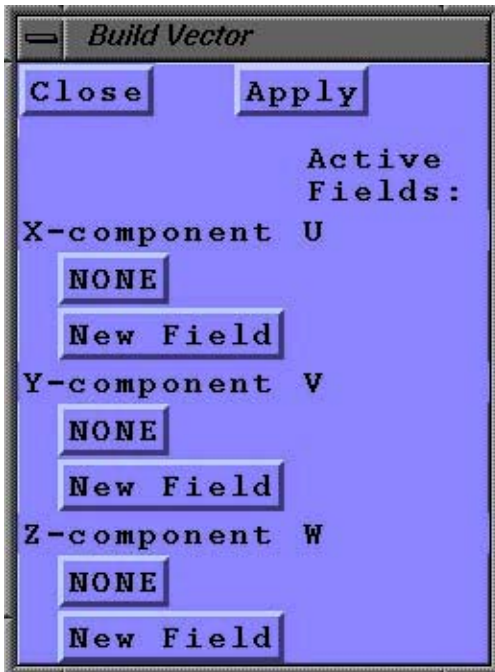 Build Vector
Close Apply
Active
Fields:
X-component U
NONE
New Field
Y-component V
NONE
New Field
Z-component W
NONE
New Field